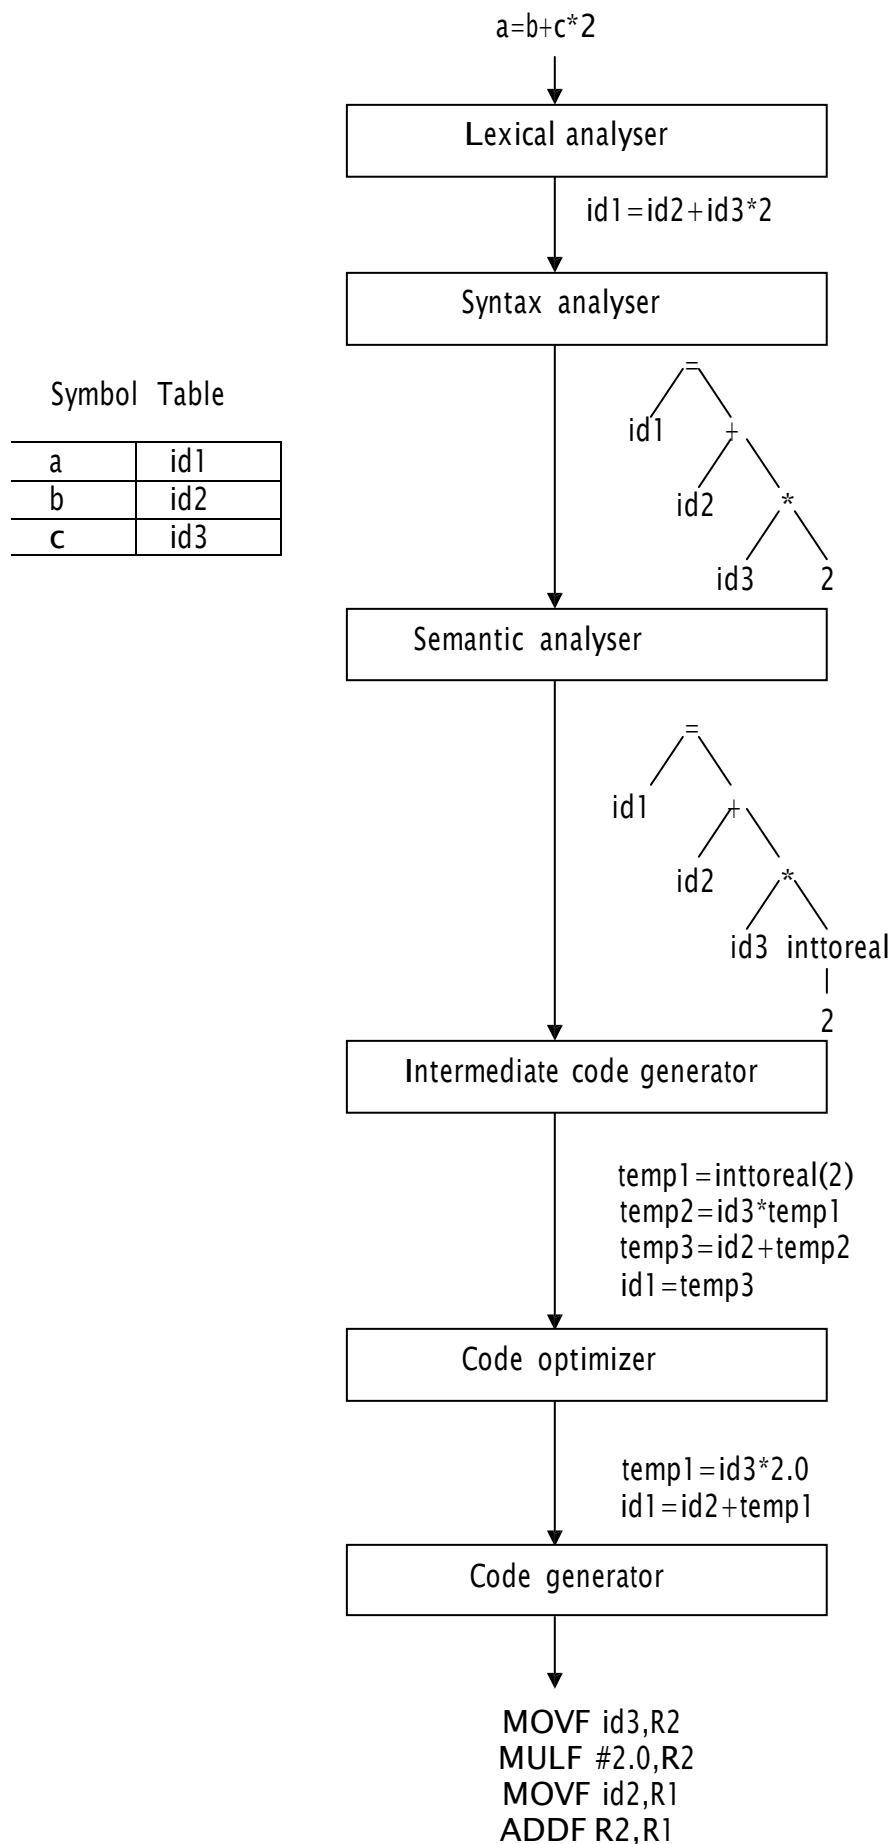 a=b+c*2
Lexical analyser
id1=id2+id3*2
Syntax analyser
Symbol Table
a id1
b id2
c id3
=
id1 +
id2 *
id3 2
Semantic analyser
=
id1 +
id2 *
id3 inttoreal
2
Intermediate code generator
temp1=inttoreal(2)
temp2=id3*temp1
temp3=id2+temp2
id1=temp3
Code optimizer
temp1=id3*2.0
id1=id2+temp1
Code generator
MOVF id3,R2
MULF #2.0,R2
MOVF id2,R1
ADDF R2,R1